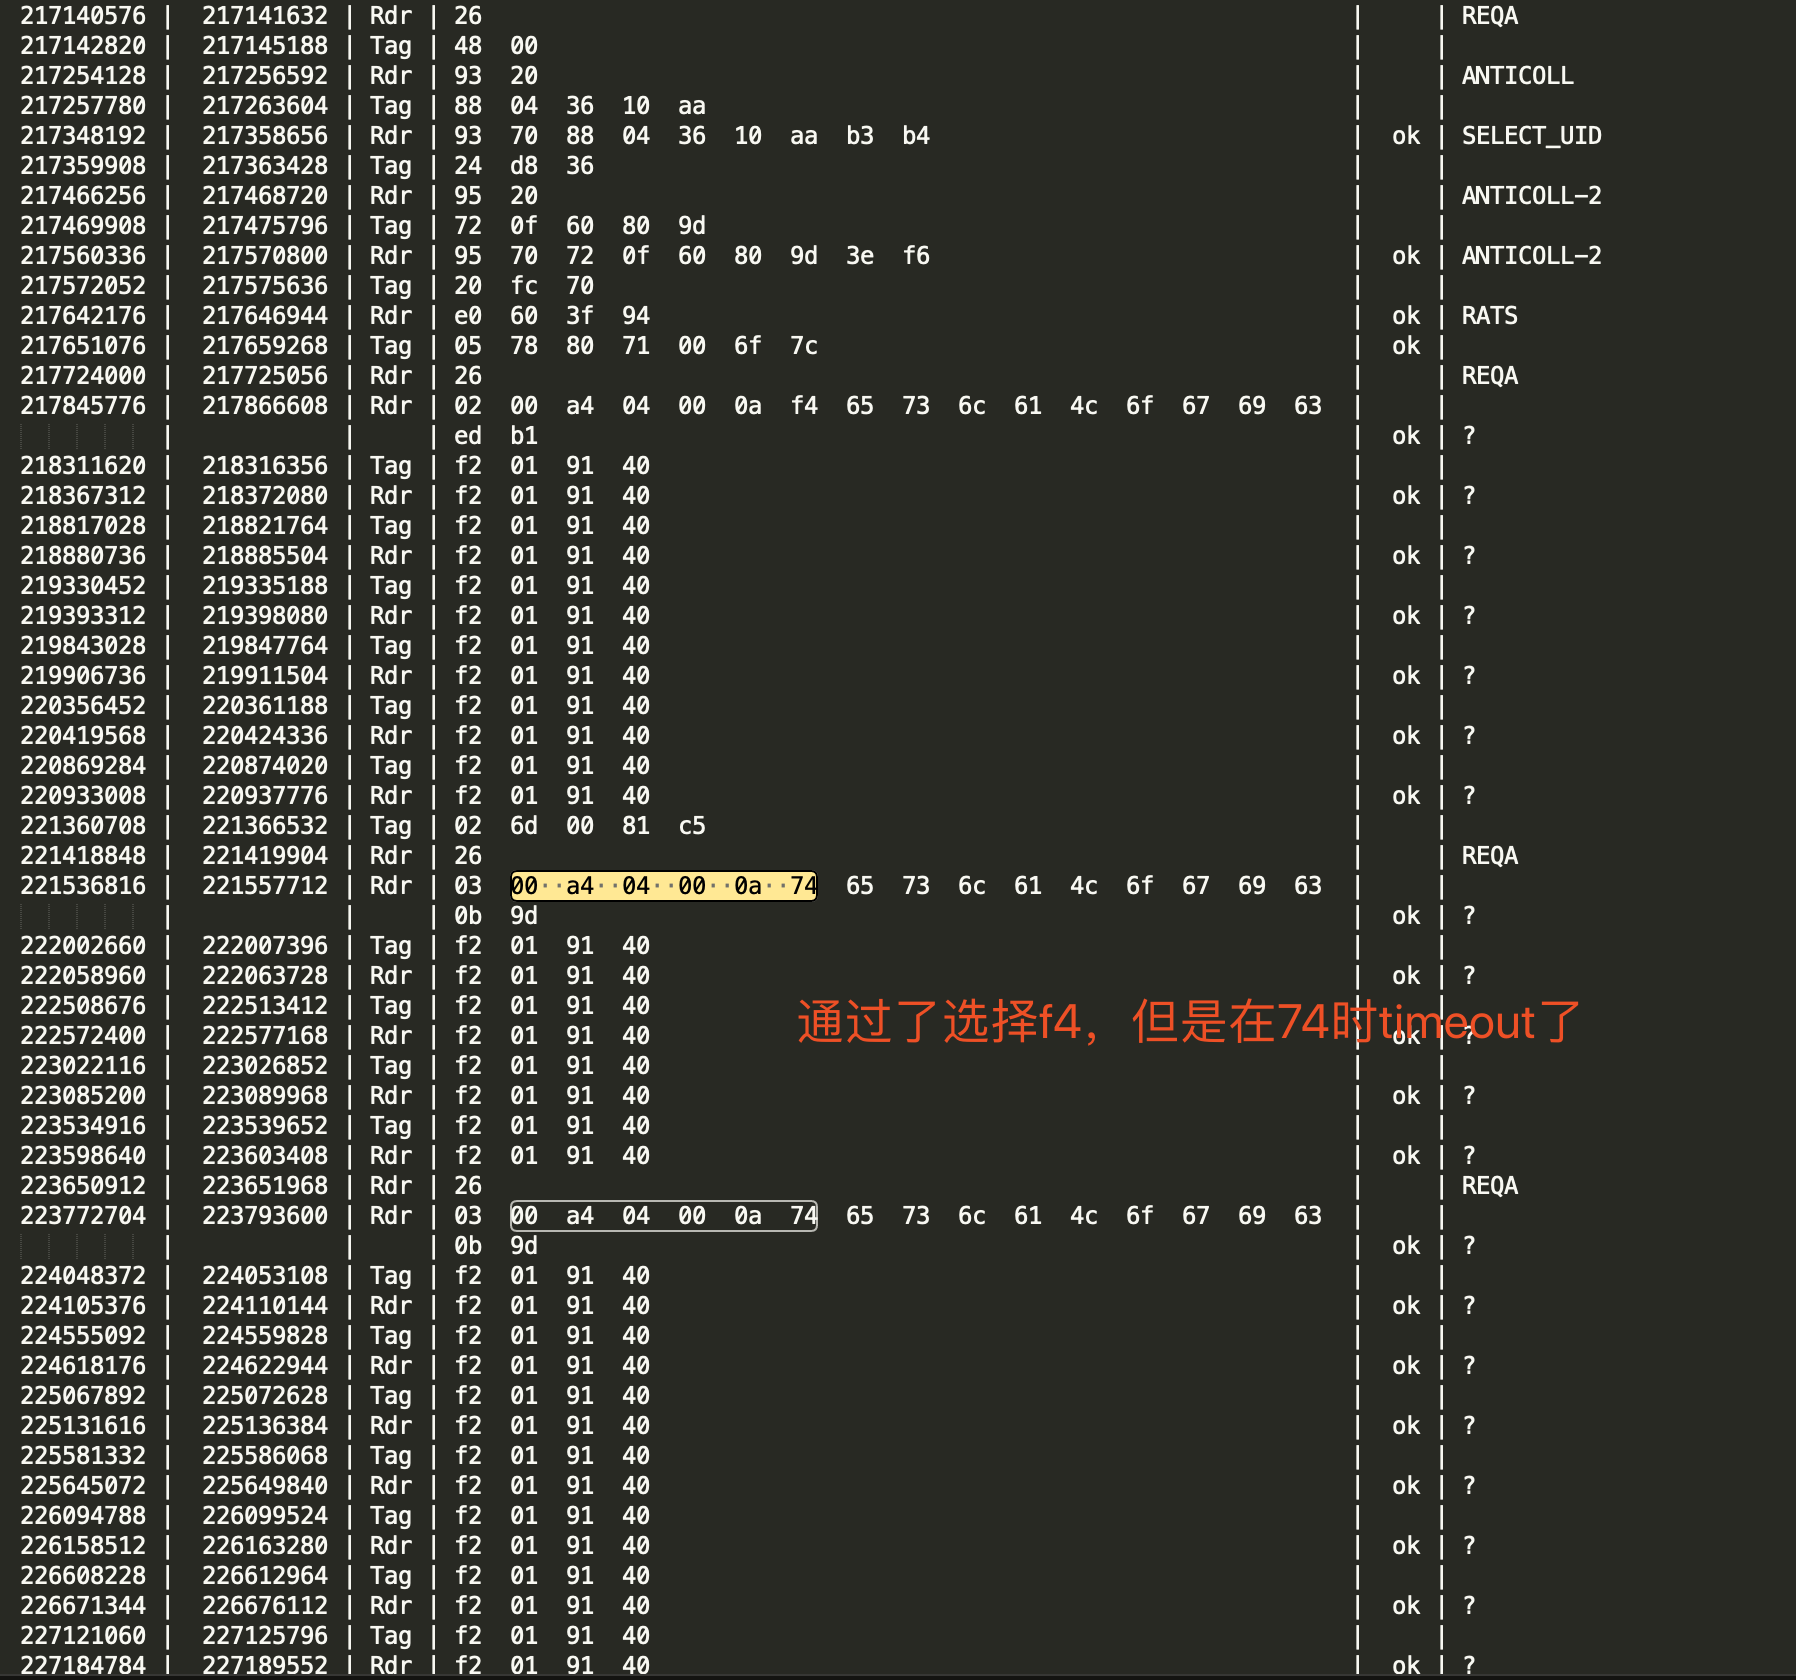 217140576 | 217141632 | Rdr | 26 | | REQA
217142820 | 217145188 | Tag | 48 00 | |
217254128 | 217256592 | Rdr | 93 20 | | ANTICOLL
217257780 | 217263604 | Tag | 88 04 36 10 aa | |
217348192 | 217358656 | Rdr | 93 70 88 04 36 10 aa b3 b4 | ok | SELECT_UID
217359908 | 217363428 | Tag | 24 d8 36 | |
217466256 | 217468720 | Rdr | 95 20 | | ANTICOLL-2
217469908 | 217475796 | Tag | 72 0f 60 80 9d | |
217560336 | 217570800 | Rdr | 95 70 72 0f 60 80 9d 3e f6 | ok | ANTICOLL-2
217572052 | 217575636 | Tag | 20 fc 70 | |
217642176 | 217646944 | Rdr | e0 60 3f 94 | ok | RATS
217651076 | 217659268 | Tag | 05 78 80 71 00 6f 7c | ok |
217724000 | 217725056 | Rdr | 26 | | REQA
217845776 | 217866608 | Rdr | 02 00 a4 04 00 0a f4 65 73 6c 61 4c 6f 67 69 63 | |
| | | ed b1 | ok | ?
218311620 | 218316356 | Tag | f2 01 91 40 | |
218367312 | 218372080 | Rdr | f2 01 91 40 | ok | ?
218817028 | 218821764 | Tag | f2 01 91 40 | |
218880736 | 218885504 | Rdr | f2 01 91 40 | ok | ?
219330452 | 219335188 | Tag | f2 01 91 40 | |
219393312 | 219398080 | Rdr | f2 01 91 40 | ok | ?
219843028 | 219847764 | Tag | f2 01 91 40 | |
219906736 | 219911504 | Rdr | f2 01 91 40 | ok | ?
220356452 | 220361188 | Tag | f2 01 91 40 | |
220419568 | 220424336 | Rdr | f2 01 91 40 | ok | ?
220869284 | 220874020 | Tag | f2 01 91 40 | |
220933008 | 220937776 | Rdr | f2 01 91 40 | ok | ?
221360708 | 221366532 | Tag | 02 6d 00 81 c5 | |
221418848 | 221419904 | Rdr | 26 | | REQA
221536816 | 221557712 | Rdr | 03 00 a4 04 00 0a 74 65 73 6c 61 4c 6f 67 69 63 | |
| | | 0b 9d | ok | ?
222002660 | 222007396 | Tag | f2 01 91 40 | |
222058960 | 222063728 | Rdr | f2 01 91 40 | ok | ?
222508676 | 222513412 | Tag | f2 01 91 40 | |
通过了选择f4，但是在74时timeout了
222572400 | 222577168 | Rdr | f2 01 91 40 | ok | ?
223022116 | 223026852 | Tag | f2 01 91 40 | |
223085200 | 223089968 | Rdr | f2 01 91 40 | ok | ?
223534916 | 223539652 | Tag | f2 01 91 40 | |
223598640 | 223603408 | Rdr | f2 01 91 40 | ok | ?
223650912 | 223651968 | Rdr | 26 | | REQA
223772704 | 223793600 | Rdr | 03 00 a4 04 00 0a 74 65 73 6c 61 4c 6f 67 69 63 | |
| | | 0b 9d | ok | ?
224048372 | 224053108 | Tag | f2 01 91 40 | |
224105376 | 224110144 | Rdr | f2 01 91 40 | ok | ?
224555092 | 224559828 | Tag | f2 01 91 40 | |
224618176 | 224622944 | Rdr | f2 01 91 40 | ok | ?
225067892 | 225072628 | Tag | f2 01 91 40 | |
225131616 | 225136384 | Rdr | f2 01 91 40 | ok | ?
225581332 | 225586068 | Tag | f2 01 91 40 | |
225645072 | 225649840 | Rdr | f2 01 91 40 | ok | ?
226094788 | 226099524 | Tag | f2 01 91 40 | |
226158512 | 226163280 | Rdr | f2 01 91 40 | ok | ?
226608228 | 226612964 | Tag | f2 01 91 40 | |
226671344 | 226676112 | Rdr | f2 01 91 40 | ok | ?
227121060 | 227125796 | Tag | f2 01 91 40 | |
227184784 | 227189552 | Rdr | f2 01 91 40 | ok | ?